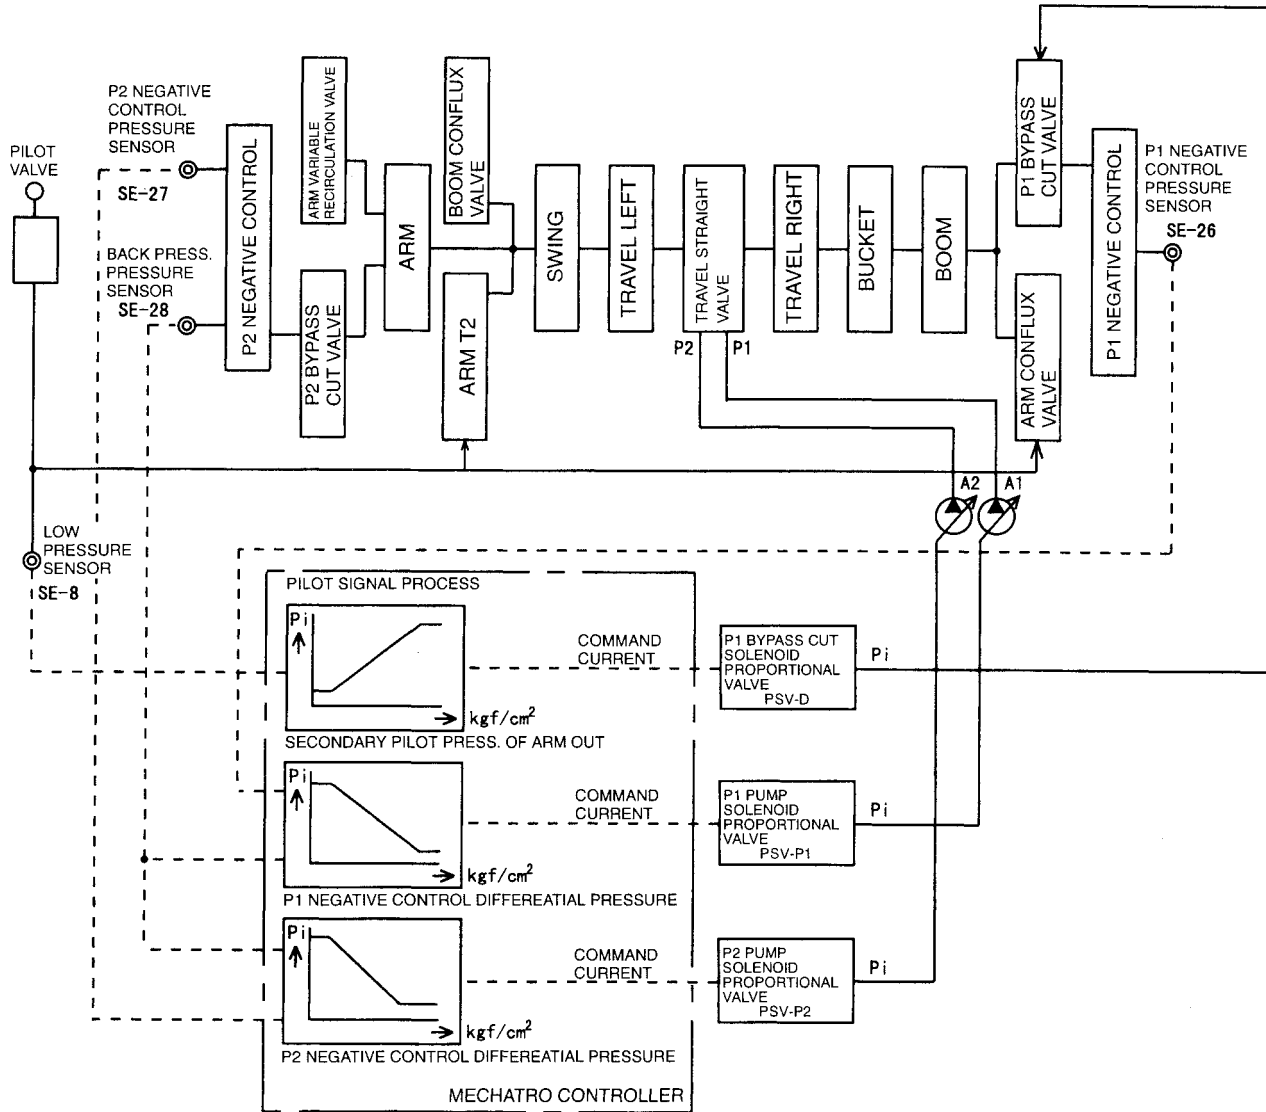 P2 NEGATIVE
CONTROL
PRESSURE
SENSOR
SE-27
PILOT
VALVE
BACK PRESS.
PRESSURE
SENSOR
SE-28
P2 NEGATIVE CONTROL
ARM VARIABLE
RECIRCULATION VALVE
P2 BYPASS
CUT VALVE
ARM
BOOM CONFLUX
VALVE
ARM T2
SWING
TRAVEL LEFT
TRAVEL STRAIGHT
VALVE
P2
P1
TRAVEL RIGHT
BUCKET
BOOM
P1 BYPASS
CUT VALVE
ARM CONFLUX
VALVE
P1 NEGATIVE CONTROL
P1 NEGATIVE
CONTROL
PRESSURE
SENSOR
SE-26
A2
A1
LOW
PRESSURE
SENSOR
SE-8
PILOT SIGNAL PROCESS
Pi
kgf/cm²
SECONDARY PILOT PRESS. OF ARM OUT
COMMAND
CURRENT
P1 BYPASS CUT
SOLENOID
PROPORTIONAL
VALVE
PSV-D
Pi
Pi
kgf/cm²
P1 NEGATIVE CONTROL DIFFEREATIAL PRESSURE
COMMAND
CURRENT
P1 PUMP
SOLENOID
PROPORTIONAL
VALVE
PSV-P1
Pi
Pi
kgf/cm²
P2 NEGATIVE CONTROL DIFFEREATIAL PRESSURE
COMMAND
CURRENT
P2 PUMP
SOLENOID
PROPORTIONAL
VALVE
PSV-P2
Pi
MECHATRO CONTROLLER